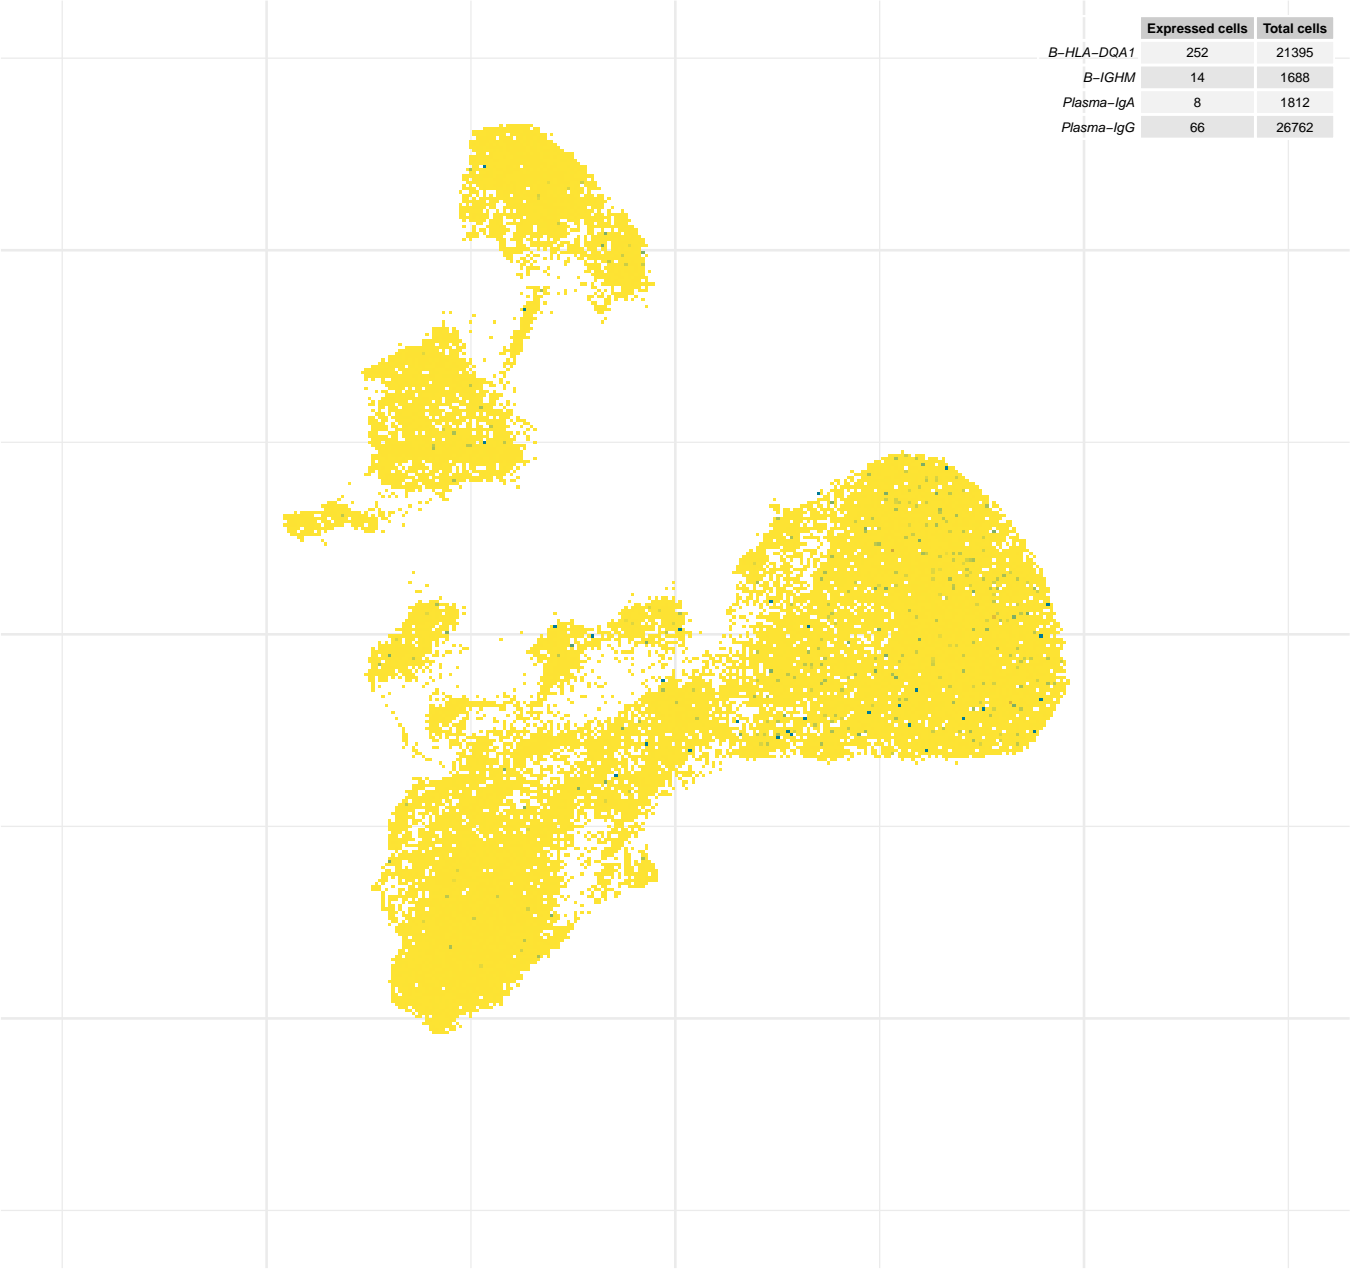 Expressed cells Total cells
B−HLA−DQA1 252 21395
B−IGHM 14 1688
Plasma−IgA 8 1812
Plasma−IgG 66 26762